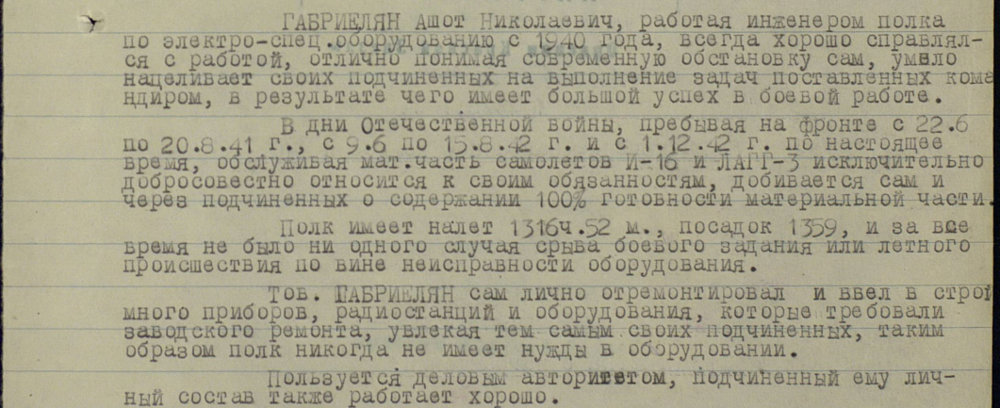 ГАБРИЕЛЯН Ашот Николаевич, работая инженером полка
по электро-спец.оборудованию с 1940 года, всегда хорошо справлял-
ся с работой, отлично понимая современную обстановку сам, умело
нацеливает своих подчиненных на выполнение задач поставленных кома
ндиром, в результате чего имеет большой успех в боевой работе.
В дни Отечественной войны, пребывая на фронте с 22.6
по 20.8.41 г., с 9.6 по 15.8.42 г. и с 1.12.42 г. по настоящее
время, обслуживая мат.часть самолетов И-16 и ЛАГГ-3 исключительно
добросовестно относится к своим обязанностям, добивается сам и
через подчиненных о содержании 100% готовности материальной части.
Полк имеет налет 1316ч.52 м., посадок 1359, и за все
время не было ни одного случая срыва боевого задания или летного
происшествия по вине неисправности оборудования.
Тов. ГАБРИЕЛЯН сам лично отремонтировал и ввел в строй
много приборов, радиостанций и оборудования, которые требовали
заводского ремонта, увлекая тем самым своих подчиненных, таким
образом полк никогда не имеет нужды в оборудовании.
Пользуется деловым авторитетом, подчиненный ему лич-
ный состав также работает хорошо.